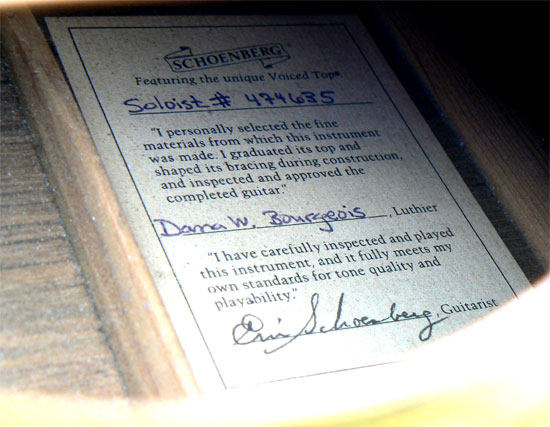 SCHOENBERG®
Featuring the unique Voiced Top®
Soloist # 474635
"I personally selected the fine
materials from which this instrument
was made. I graduated its top and
shaped its bracing during construction,
and inspected and approved the
completed guitar."
Dana W. Bourgeois, Luthier
"I have carefully inspected and played
this instrument, and it fully meets my
own standards for tone quality and
playability."
Eric Schoenberg, Guitarist